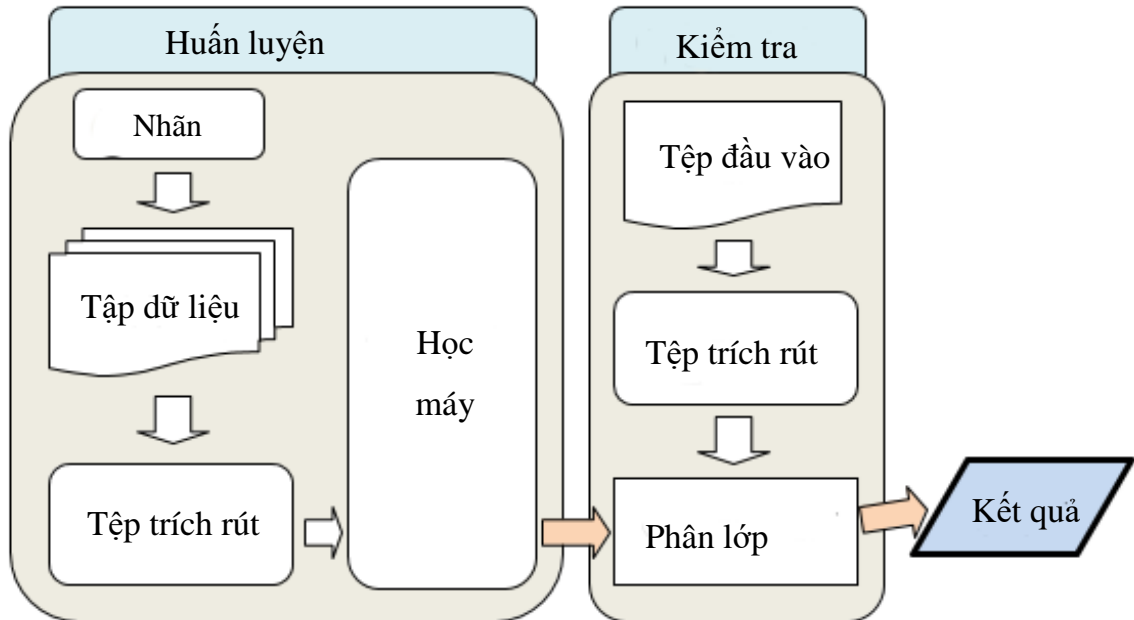 Huấn luyện
Nhãn
Tập dữ liệu
Tệp trích rút
Học
máy
Kiểm tra
Tệp đầu vào
Tệp trích rút
Phân lớp
Kết quả